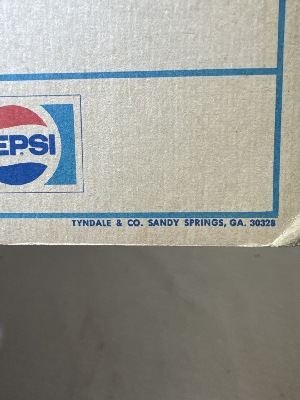 EPSI
TYNDALE & CO. SANDY SPRINGS, GA. 30328